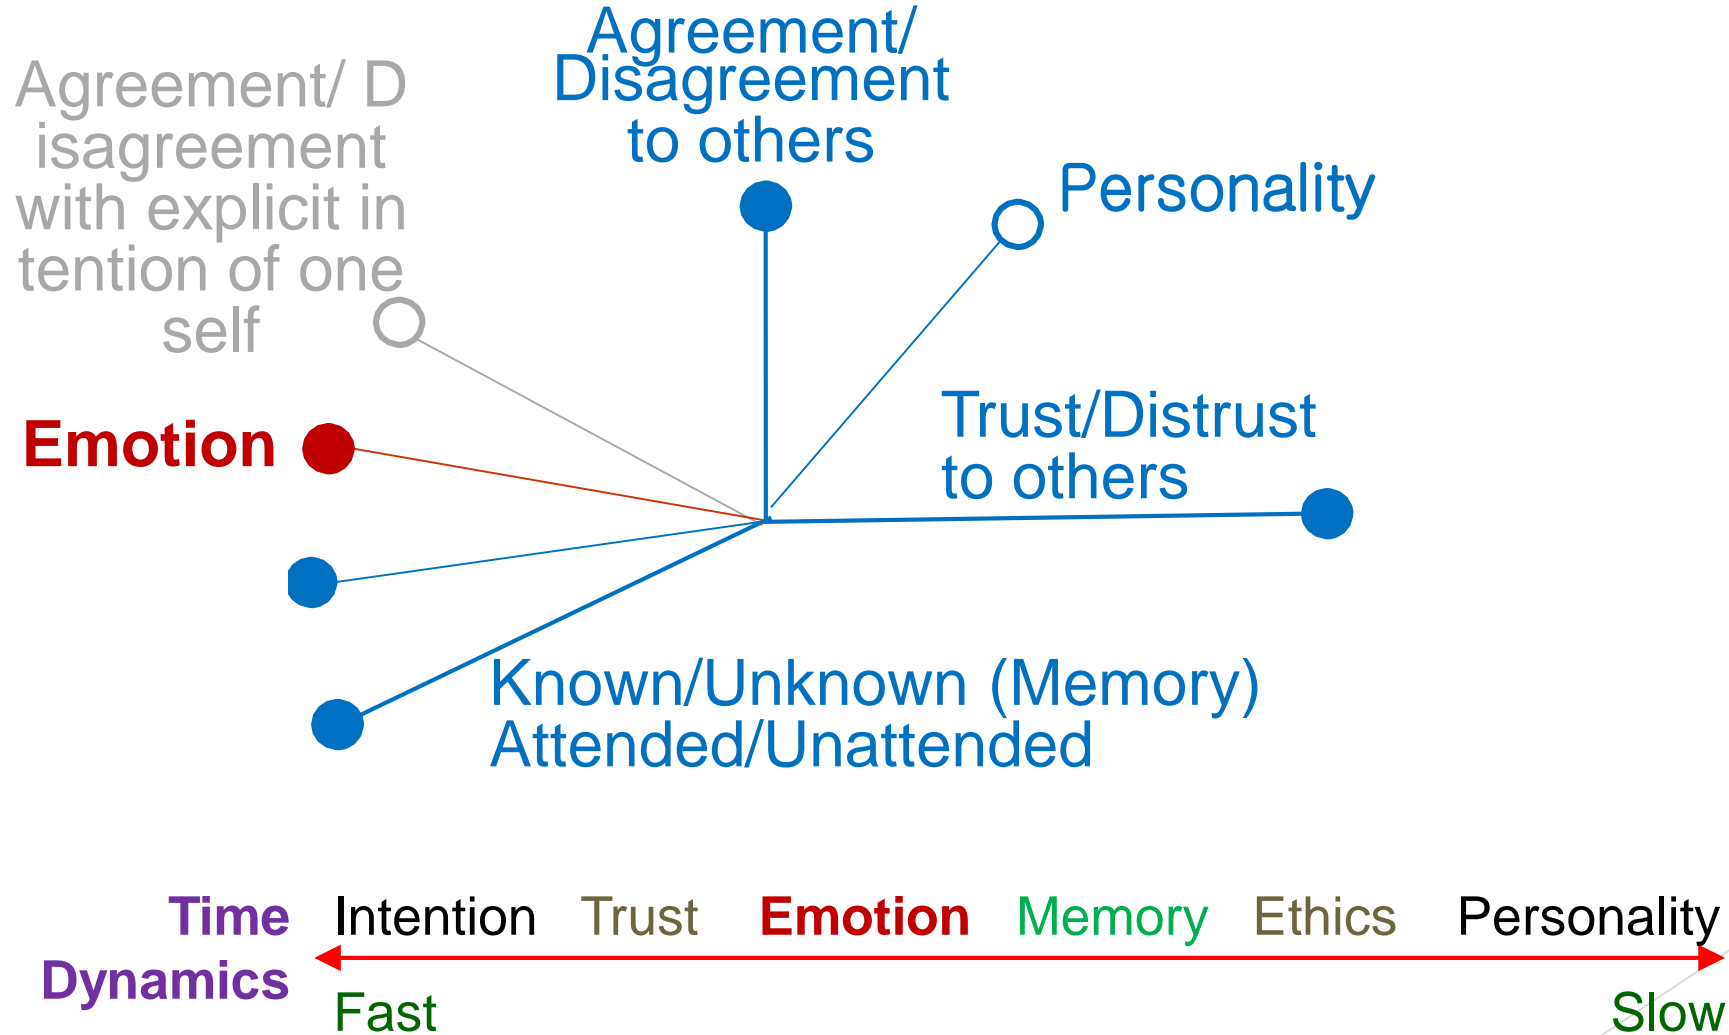 Agreement/
Disagreement
to others
Agreement/ D
isagreement
with explicit in
tention of one
self
Personality
Emotion
Trust/Distrust
to others
Known/Unknown (Memory)
Attended/Unattended
Time
Dynamics
Intention Trust Emotion Memory Ethics Personality
Fast Slow